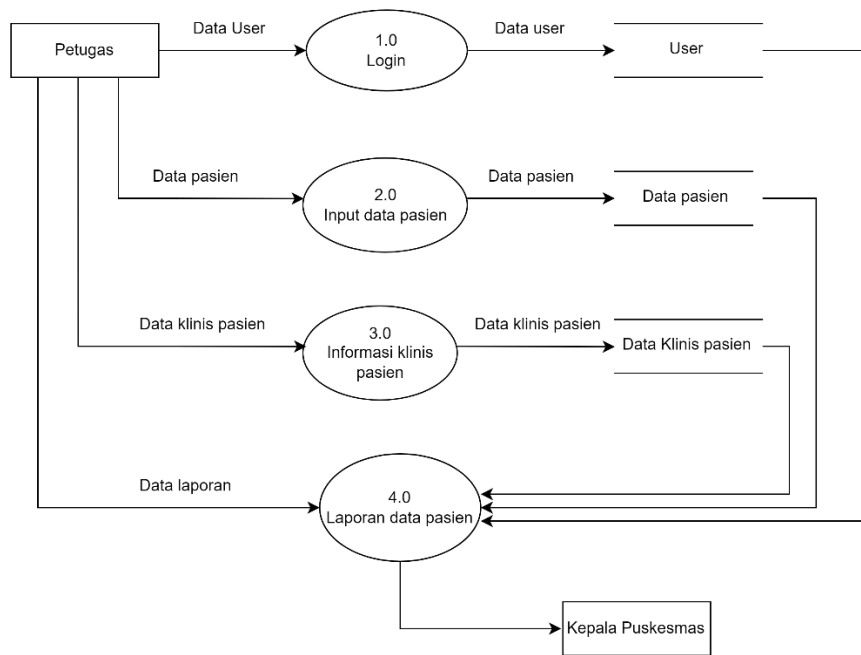 Petugas
Data User
1.0
Login
Data user
User
Data pasien
2.0
Input data pasien
Data pasien
Data pasien
Data klinis pasien
3.0
Informasi klinis
pasien
Data klinis pasien
Data Klinis pasien
Data laporan
4.0
Laporan data pasien
Kepala Puskesmas